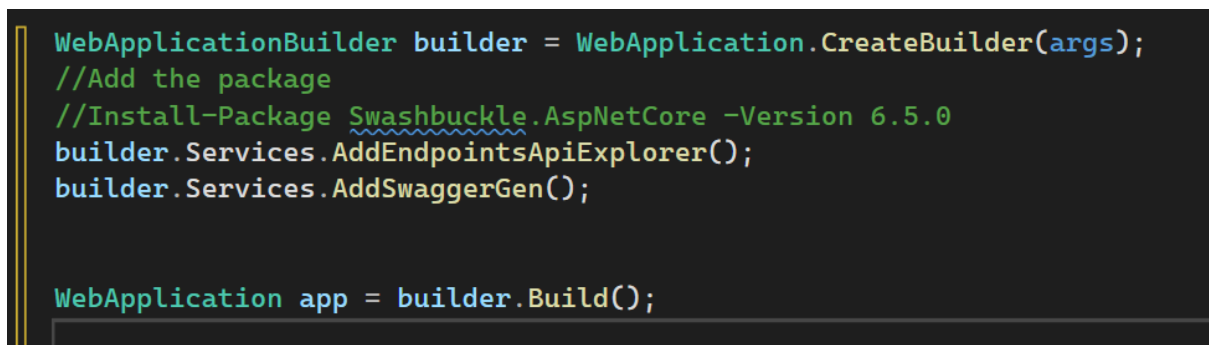 WebApplicationBuilder builder = WebApplication.CreateBuilder(args);
//Add the package
//Install-Package Swashbuckle.AspNetCore -Version 6.5.0
builder.Services.AddEndpointsApiExplorer();
builder.Services.AddSwaggerGen();
WebApplication app = builder.Build();